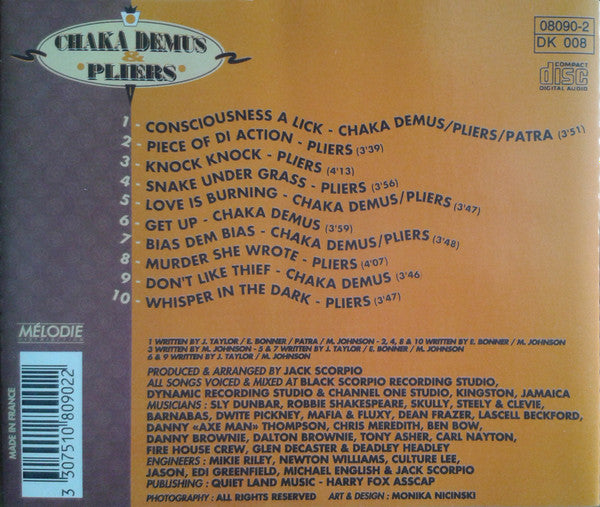 CHAKA DEMUS
&
PLIERS
08090-2
DK 008
COMPACT
disc
DIGITAL AUDIO
1 - CONSCIOUSNESS A LICK - CHAKA DEMUS/PLIERS/PATRA (3'51)
2 - PIECE OF DI ACTION - PLIERS (3'39)
3 - KNOCK KNOCK - PLIERS (4'13)
4 - SNAKE UNDER GRASS - PLIERS (3'56)
5 - LOVE IS BURNING - CHAKA DEMUS/PLIERS (3'47)
6 - GET UP - CHAKA DEMUS (3'59)
7 - BIAS DEM BIAS - CHAKA DEMUS/PLIERS (3'48)
8 - MURDER SHE WROTE - PLIERS (4'07)
9 - DON'T LIKE THIEF - CHAKA DEMUS (3'46
10 - WHISPER IN THE DARK - PLIERS (3'47)
MÉLODIE
DISTRIBUTION
1 WRITTEN BY J. TAYLOR / E. BONNER / PATRA / M. JOHNSON - 2, 4, 8 & 10 WRITTEN BY E. BONNER / M. JOHNSON
3 WRITTEN BY M. JOHNSON - 5 & 7 WRITTEN BY J. TAYLOR / E. BONNER / M. JOHNSON
6 & 9 WRITTEN BY J. TAYLOR / M. JOHNSON
PRODUCED & ARRANGED BY JACK SCORPIO
ALL SONGS VOICED & MIXED AT BLACK SCORPIO RECORDING STUDIO,
DYNAMIC RECORDING STUDIO & CHANNEL ONE STUDIO, KINGSTON, JAMAICA
MUSICIANS : SLY DUNBAR, ROBBIE SHAKESPEARE, SKULLY, STEELY & CLEVIE,
BARNABAS, DWITE PICKNEY, MAFIA & FLUXY, DEAN FRAZER, LASCELL BECKFORD,
DANNY «AXE MAN» THOMPSON, CHRIS MEREDITH, BEN BOW,
DANNY BROWNIE, DALTON BROWNIE, TONY ASHER, CARL NAYTON,
FIRE HOUSE CREW, GLEN DECASTER & DEADLEY HEADLEY
ENGINEERS : MIKIE RILEY, NEWTON WILLIAMS, CULTURE LEE,
JASON, EDI GREENFIELD, MICHAEL ENGLISH & JACK SCORPIO
PUBLISHING : QUIET LAND MUSIC - HARRY FOX ASSCAP
PHOTOGRAPHY : ALL RIGHTS RESERVED ART & DESIGN : MONIKA NICINSKI
MADE IN FRANCE
3 307510 809022